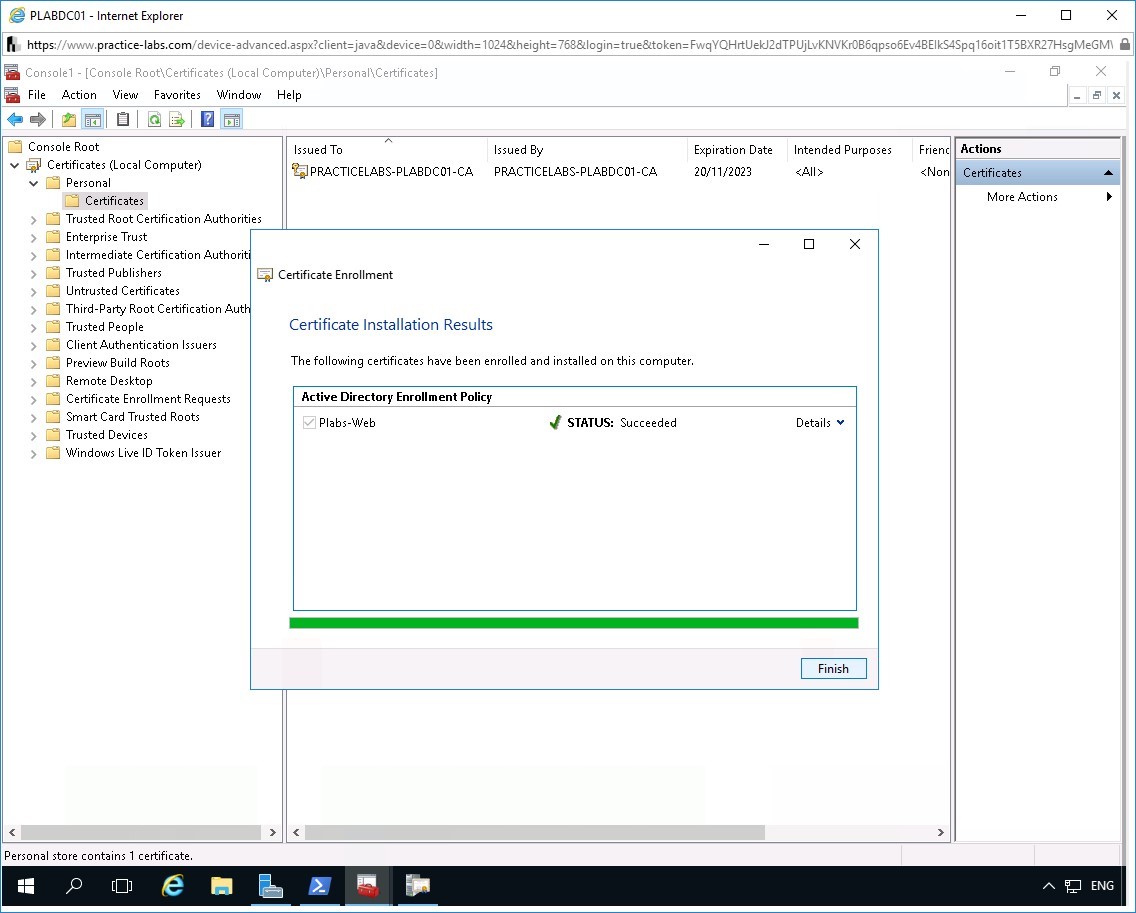 PLABDC01 - Internet Explorer
https://www.practice-labs.com/device-advanced.aspx?client=java&device=0&width=1024&height=768&login=true&token=FwqYQHrtUekJ2dTPUjLvKNVKr0B6qpso6Ev4BElkS4Spq16oit1T5BXR27HsgMeGM
Console1 - [Console Root\Certificates (Local Computer)\Personal\Certificates]
File Action View Favorites Window Help
Console Root
Certificates (Local Computer)
Personal
Certificates
Trusted Root Certification Authorities
Enterprise Trust
Intermediate Certification Authoriti
Trusted Publishers
Untrusted Certificates
Third-Party Root Certification Auth
Trusted People
Client Authentication Issuers
Preview Build Roots
Remote Desktop
Certificate Enrollment Requests
Smart Card Trusted Roots
Trusted Devices
Windows Live ID Token Issuer
Issued To Issued By Expiration Date Intended Purposes Frienc
PRACTICELABS-PLABDC01-CA PRACTICELABS-PLABDC01-CA 20/11/2023 <All> <Non
Actions
Certificates
More Actions
Certificate Enrollment
Certificate Installation Results
The following certificates have been enrolled and installed on this computer.
Active Directory Enrollment Policy
Plabs-Web STATUS: Succeeded Details
Finish
Personal store contains 1 certificate.
ENG